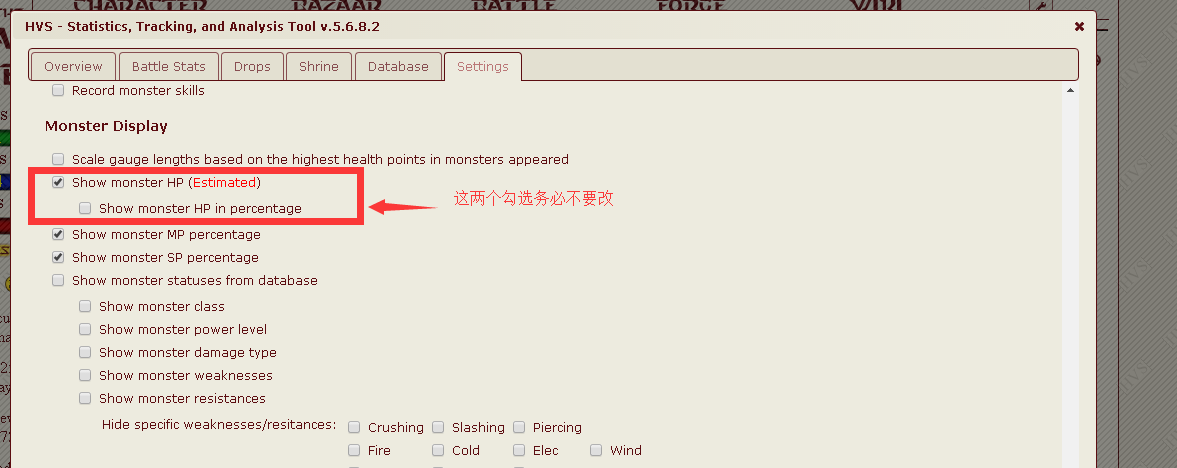 CHARACTER BAZAAR BATTLE FORGE
HVS - Statistics, Tracking, and Analysis Tool v.5.6.8.2
Overview Battle Stats Drops Shrine Database Settings
Record monster skills
Monster Display
Scale gauge lengths based on the highest health points in monsters appeared
Show monster HP (Estimated)
Show monster HP in percentage
这两个勾选务必不要改
Show monster MP percentage
Show monster SP percentage
Show monster statuses from database
Show monster class
Show monster power level
Show monster damage type
Show monster weaknesses
Show monster resistances
Hide specific weaknesses/resitances: Crushing Slashing Piercing
Fire Cold Elec Wind